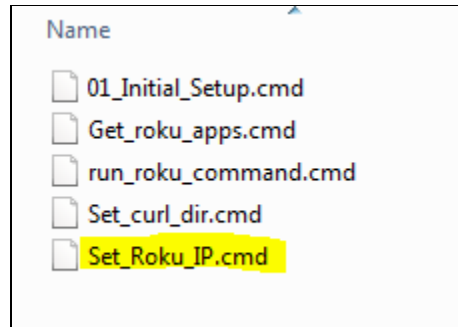 Name
01_Initial_Setup.cmd
Get_roku_apps.cmd
run_roku_command.cmd
Set_curl_dir.cmd
Set_Roku_IP.cmd